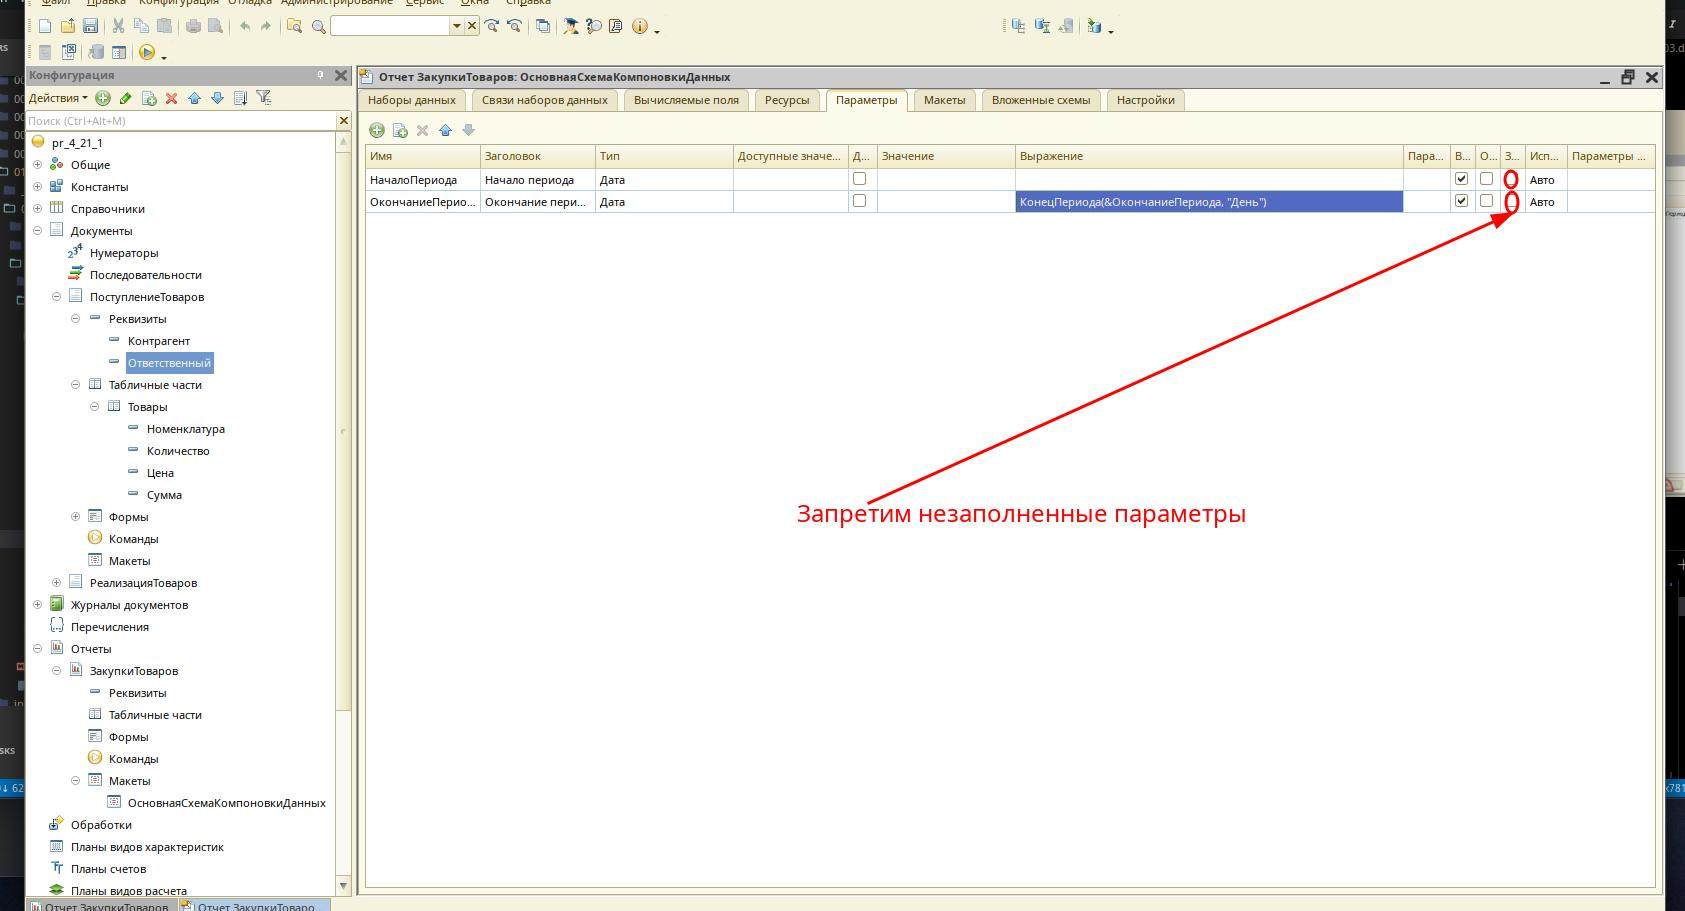 Файл Правка Конфигурация Отладка Администрирование Сервис Окна Справка
Конфигурация
Действия
Поиск (Ctrl+Alt+M)
pr_4_21_1
Общие
Константы
Справочники
Документы
Нумераторы
Последовательности
ПоступлениеТоваров
Реквизиты
Контрагент
Ответственный
Табличные части
Товары
Номенклатура
Количество
Цена
Сумма
Формы
Команды
Макеты
РеализацияТоваров
Журналы документов
Перечисления
Отчеты
ЗакупкиТоваров
Реквизиты
Табличные части
Формы
Команды
Макеты
ОсновнаяСхемаКомпоновкиДанных
Обработки
Планы видов характеристик
Планы счетов
Планы видов расчета
Отчет ЗакупкиТоваров: ОсновнаяСхемаКомпоновкиДанных
Наборы данных Связи наборов данных Вычисляемые поля Ресурсы Параметры Макеты Вложенные схемы Настройки
Имя Заголовок Тип Доступные значе... Д... Значение Выражение Пара... В... О... З... Исп... Параметры ...
НачалоПериода Начало периода Дата Авто
ОкончаниеПерио... Окончание пери... Дата КонецПериода(&ОкончаниеПериода, "День") Авто
Запретим незаполненные параметры
Отчет ЗакупкиТоваров Отчет ЗакупкиТоваро...